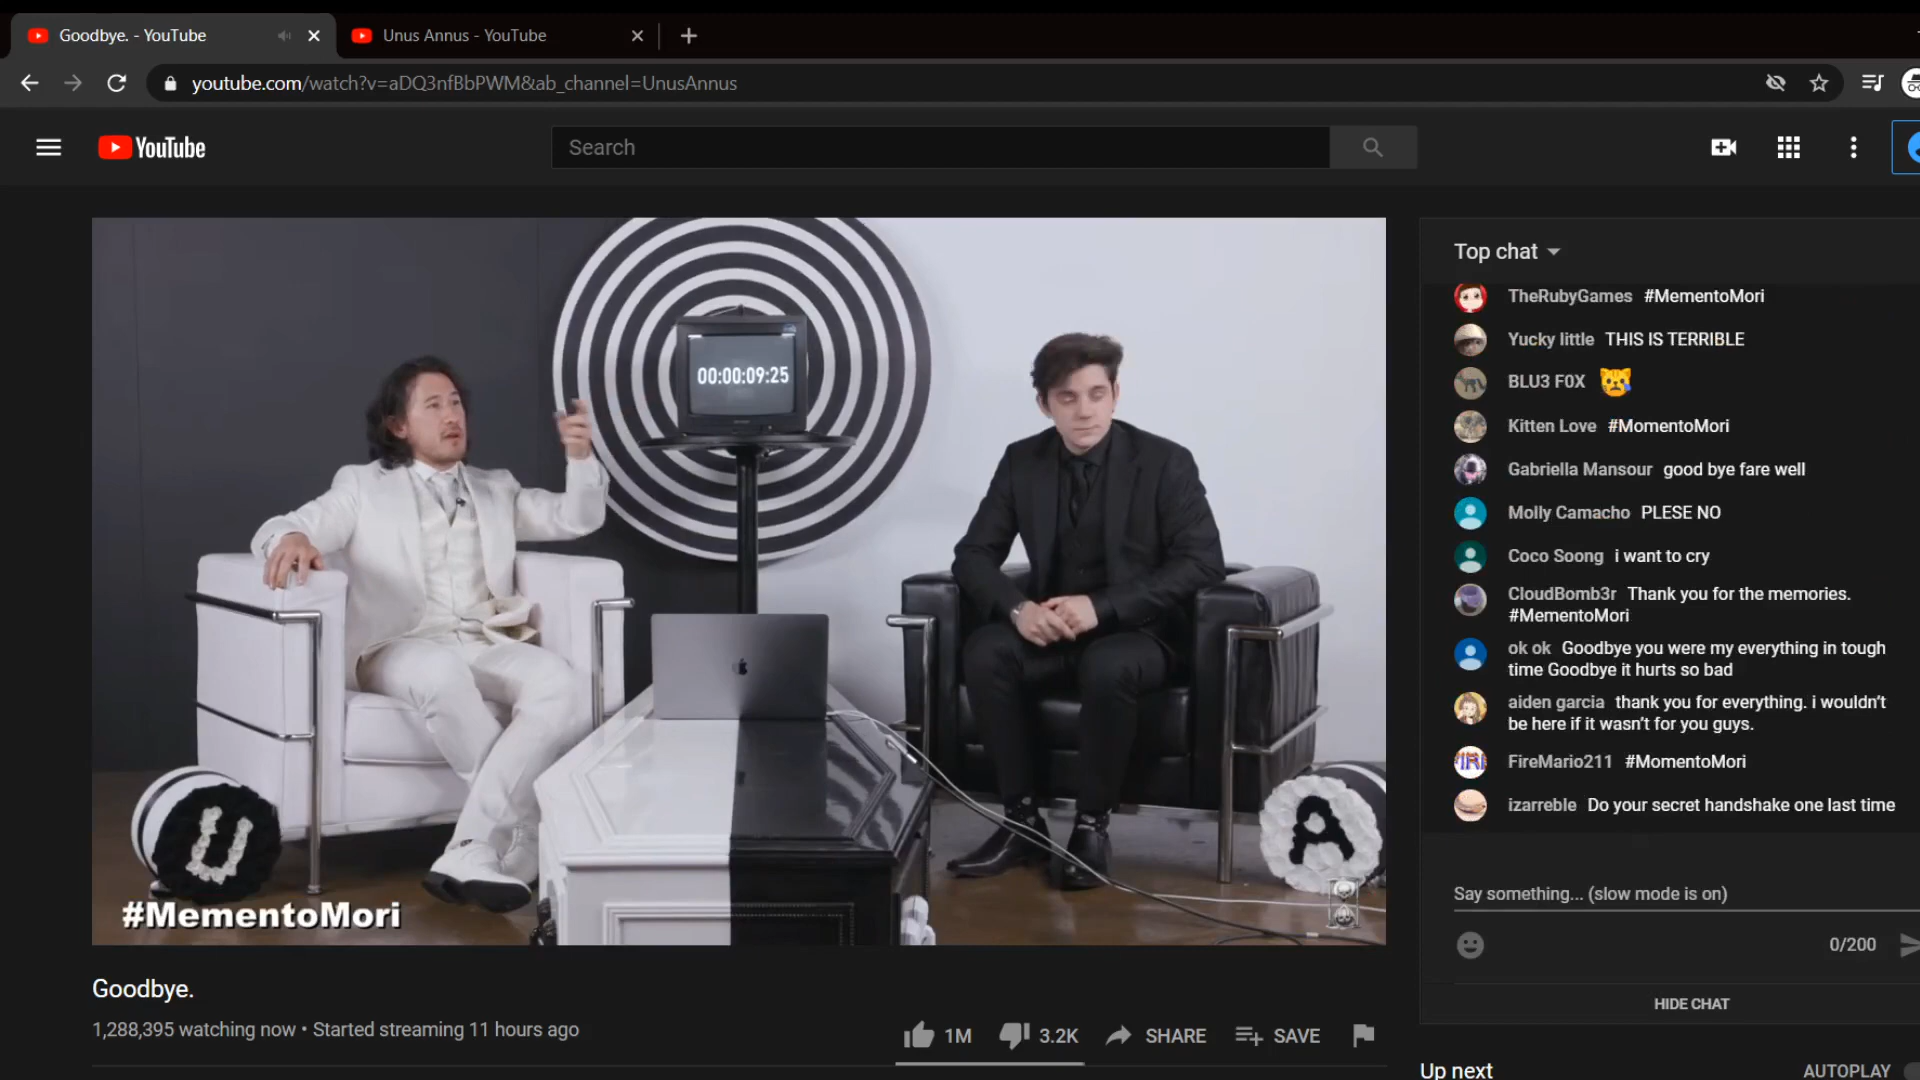 Goodbye. - YouTube
Unus Annus - YouTube
youtube.com/watch?v=aDQ3nfBbPWM&ab_channel=UnusAnnus
YouTube
Search
00:00:09:25
U
A
#MementoMori
Goodbye.
1,288,395 watching now • Started streaming 11 hours ago
1M
3.2K
SHARE
SAVE
Top chat
TheRubyGames #MementoMori
Yucky little THIS IS TERRIBLE
BLU3 F0X 😿
Kitten Love #MomentoMori
Gabriella Mansour good bye fare well
Molly Camacho PLESE NO
Coco Soong i want to cry
CloudBomb3r Thank you for the memories.
#MementoMori
ok ok Goodbye you were my everything in tough
time Goodbye it hurts so bad
aiden garcia thank you for everything. i wouldn't
be here if it wasn't for you guys.
FireMario211 #MomentoMori
izarreble Do your secret handshake one last time
Say something... (slow mode is on)
0/200
HIDE CHAT
Up next
AUTOPLAY